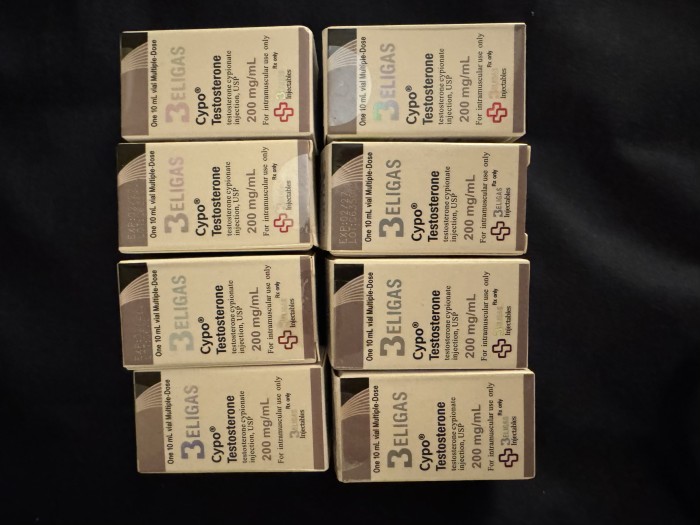 One 10 mL vial Multiple-Dose
3ELIGAS
Cypo®
Testosterone
testosterone cypionate
injection, USP
200 mg/mL
For intramuscular use only
Rx only
Injectables
One 10 mL vial Multiple-Dose
3ELIGAS
Cypo®
Testosterone
testosterone cypionate
injection, USP
200 mg/mL
For intramuscular use only
Rx only
Injectables
One 10 mL vial Multiple-Dose
3ELIGAS
Cypo®
Testosterone
testosterone cypionate
injection, USP
200 mg/mL
For intramuscular use only
Rx only
Injectables
One 10 mL vial Multiple-Dose
3ELIGAS
Cypo®
Testosterone
testosterone cypionate
injection, USP
200 mg/mL
For intramuscular use only
Rx only
3ELIGAS
Injectables
One 10 mL vial Multiple-Dose
3ELIGAS
Cypo®
Testosterone
testosterone cypionate
injection, USP
200 mg/mL
For intramuscular use only
Rx only
Injectables
One 10 mL vial Multiple-Dose
3ELIGAS
Cypo®
Testosterone
testosterone cypionate
injection, USP
200 mg/mL
For intramuscular use only
Rx only
Injectables
One 10 mL vial Multiple-Dose
3ELIGAS
Cypo®
Testosterone
testosterone cypionate
injection, USP
200 mg/mL
For intramuscular use only
Rx only
3ELIGAS
Injectables
One 10 mL vial Multiple-Dose
3ELIGAS
Cypo®
Testosterone
testosterone cypionate
injection, USP
200 mg/mL
For intramuscular use only
Rx only
3ELIGAS
Injectables